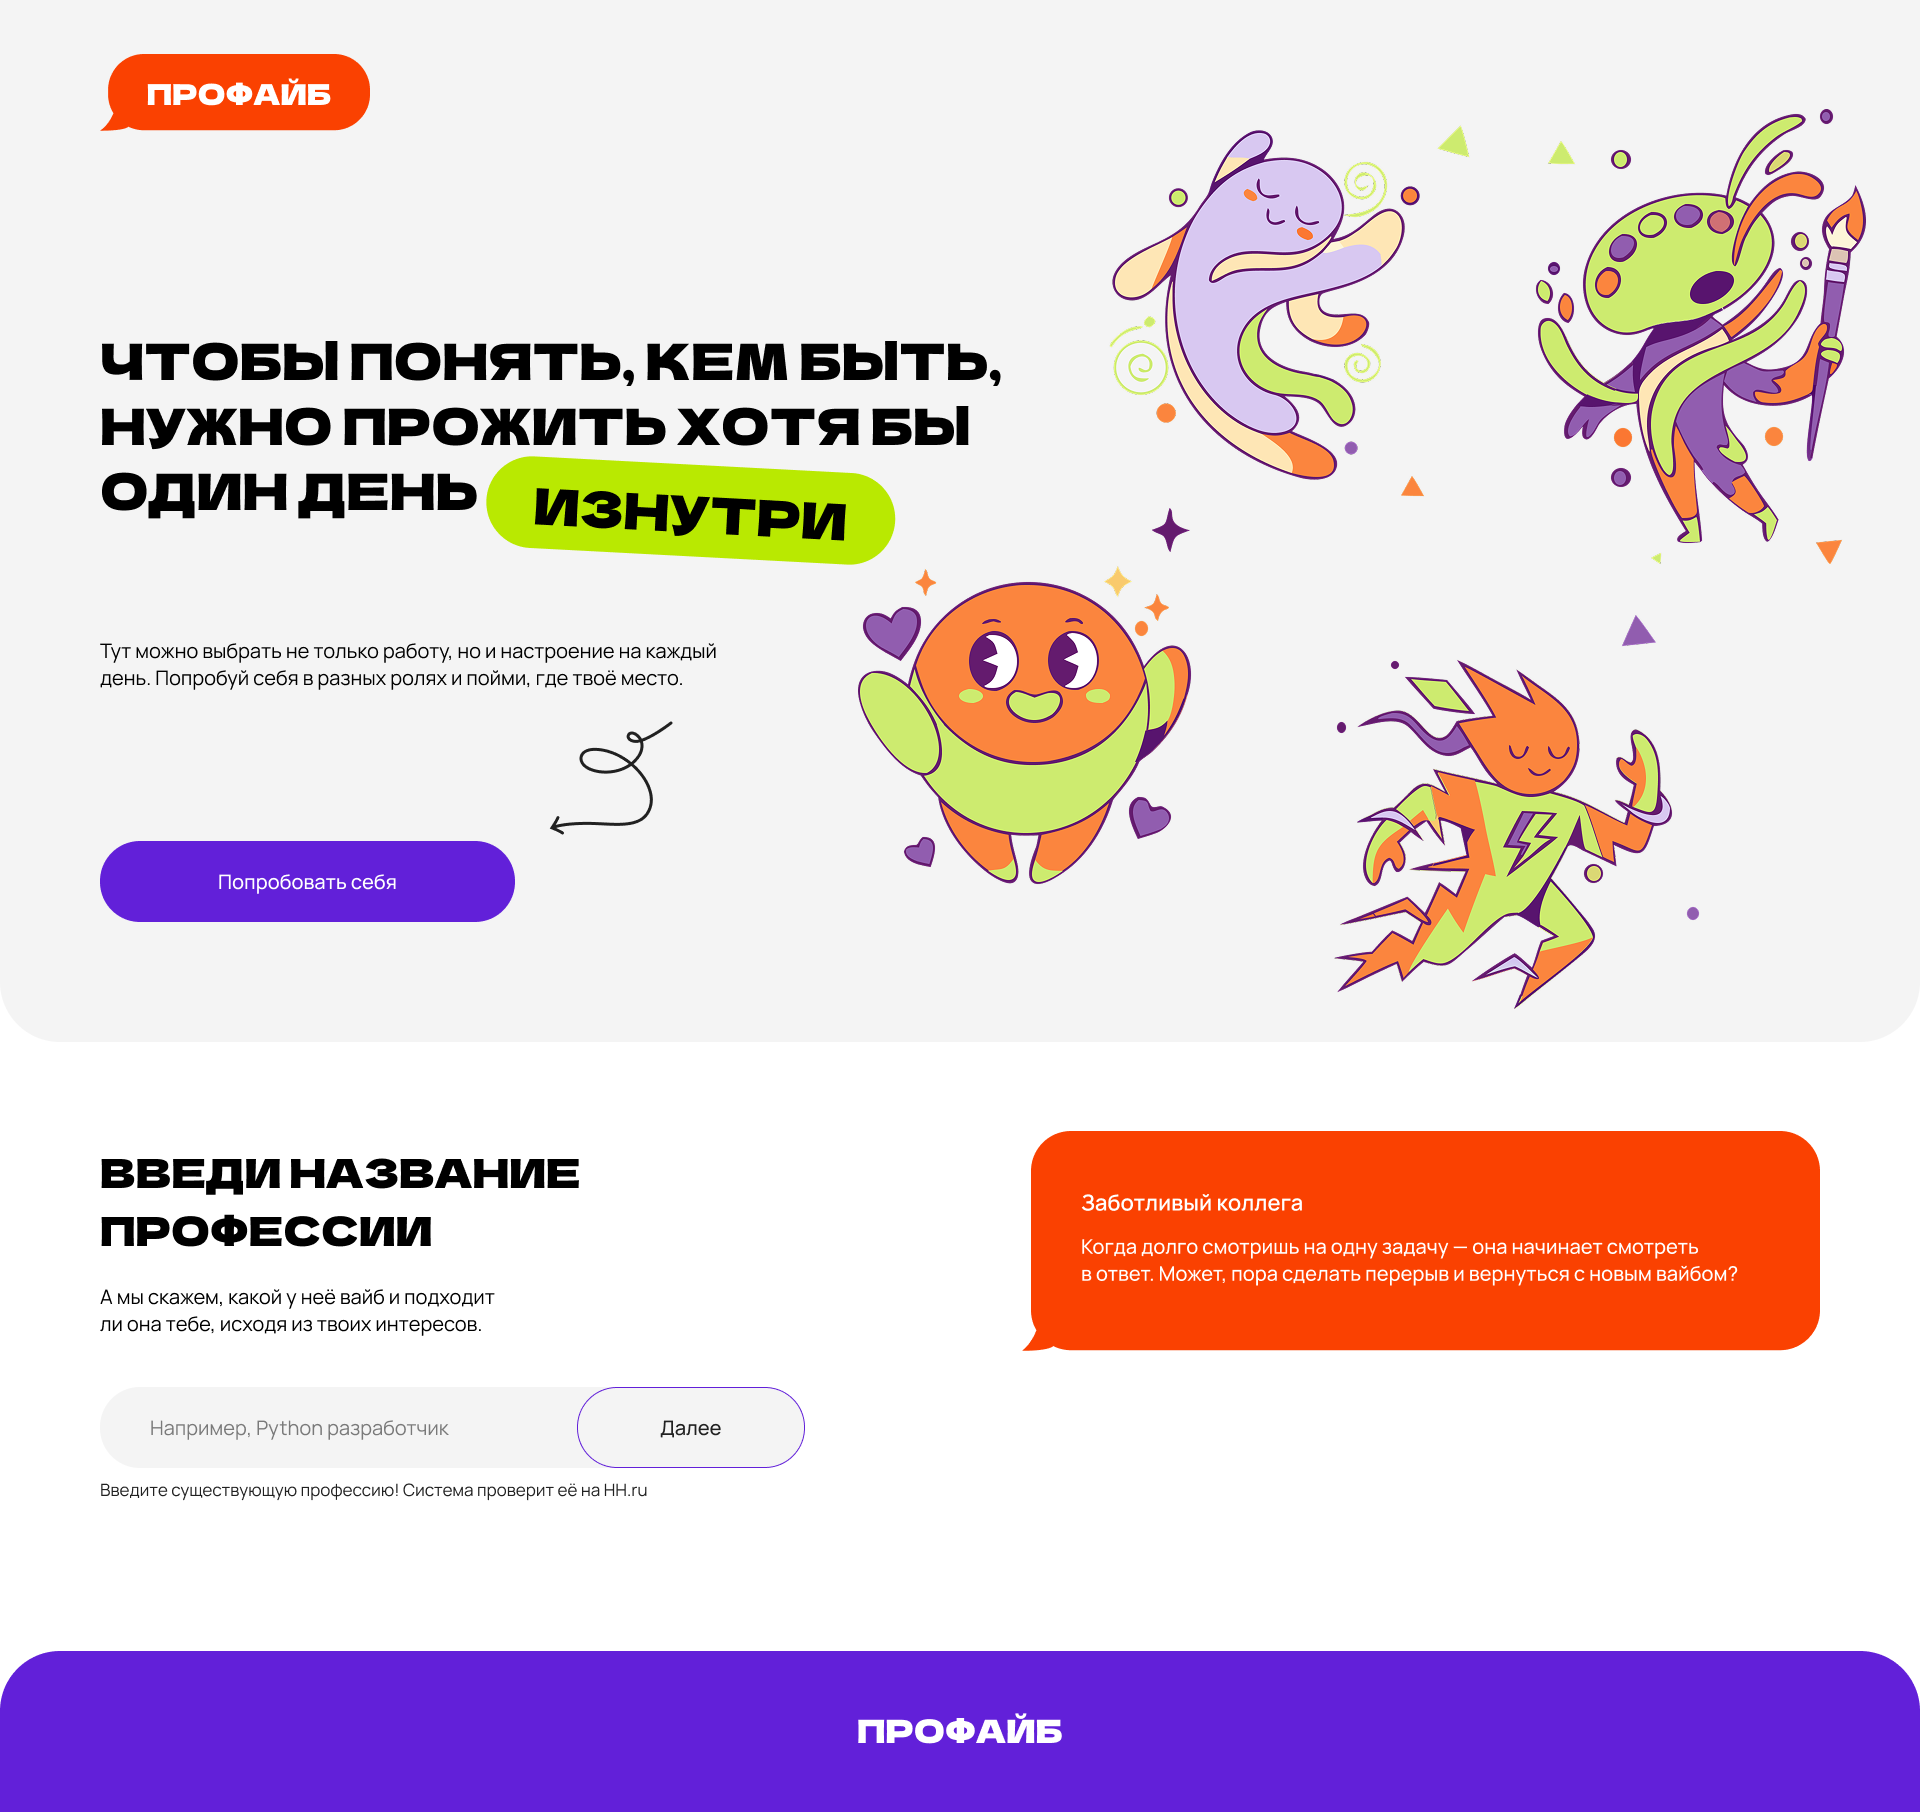 ПРОФАЙБ
ЧТОБЫ ПОНЯТЬ, КЕМ БЫТЬ,
НУЖНО ПРОЖИТЬ ХОТЯ БЫ
ОДИН ДЕНЬ ИЗНУТРИ
Тут можно выбрать не только работу, но и настроение на каждый
день. Попробуй себя в разных ролях и пойми, где твоё место.
Попробовать себя
ВВЕДИ НАЗВАНИЕ
ПРОФЕССИИ
А мы скажем, какой у неё вайб и подходит
ли она тебе, исходя из твоих интересов.
Например, Python разработчик
Далее
Введите существующую профессию! Система проверит её на HH.ru
Заботливый коллега
Когда долго смотришь на одну задачу — она начинает смотреть
в ответ. Может, пора сделать перерыв и вернуться с новым вайбом?
ПРОФАЙБ